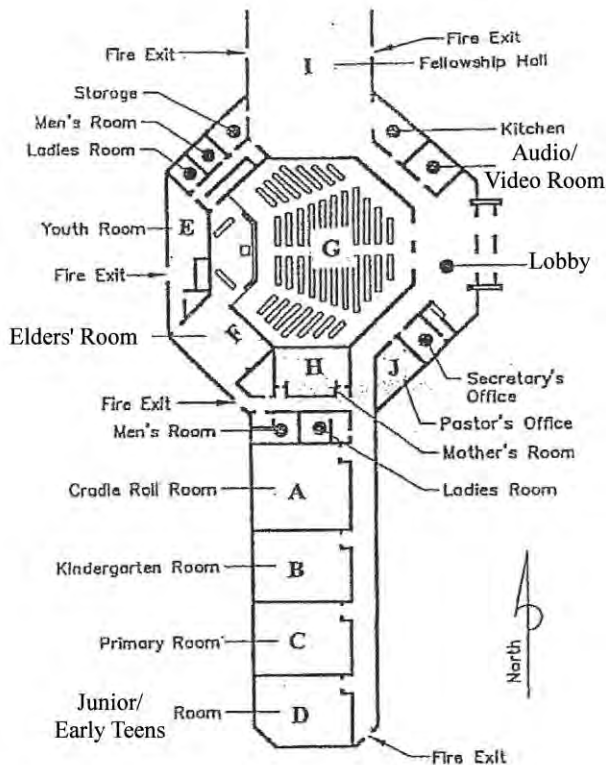 Fire Exit
Fire Exit
I
Fellowship Hall
Storage
Men's Room
Ladies Room
Kitchen
Audio/
Video Room
E
Youth Room
G
Fire Exit
Lobby
Elders' Room
F
H
J
Secretary's
Office
Fire Exit
Pastor's Office
Men's Room
Mother's Room
A
Cradle Roll Room
Ladies Room
Kindergarten Room
B
Primary Room
C
North
Junior/
Early Teens
Room
D
Fire Exit